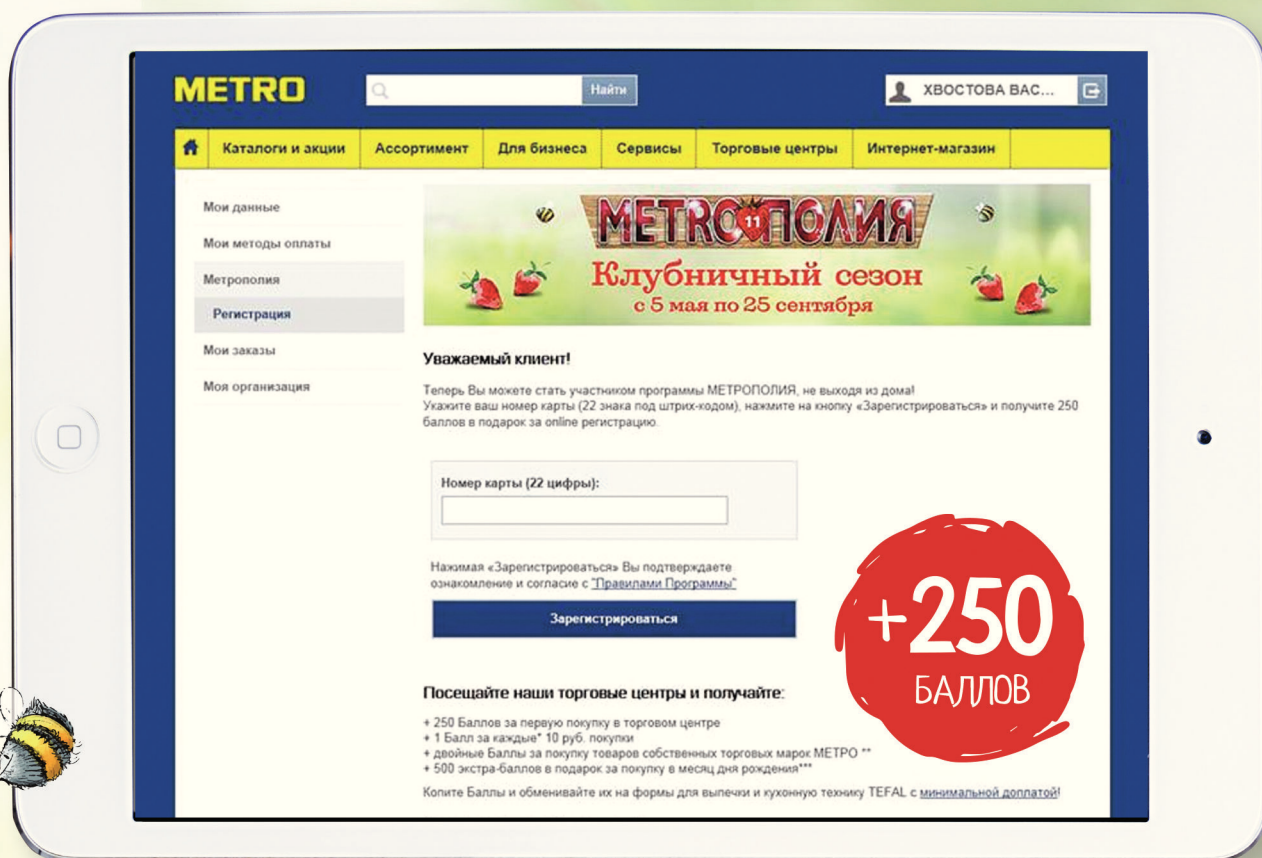 METRO
Найти
ХВОСТОВА ВАС...
Каталоги и акции
Ассортимент
Для бизнеса
Сервисы
Торговые центры
Интернет-магазин
Мои данные
Мои методы оплаты
Метрополия
Регистрация
Мои заказы
Моя организация
МЕТРОПОЛИЯ
11
Клубничный сезон
с 5 мая по 25 сентября
Уважаемый клиент!
Теперь Вы можете стать участником программы МЕТРОПОЛИЯ, не выходя из дома!
Укажите ваш номер карты (22 знака под штрих-кодом), нажмите на кнопку «Зарегистрироваться» и получите 250
баллов в подарок за online регистрацию.
Номер карты (22 цифры):
Нажимая «Зарегистрироваться» Вы подтверждаете
ознакомление и согласие с "Правилами Программы"
Зарегистрироваться
+250
БАЛЛОВ
Посещайте наши торговые центры и получайте:
+ 250 Баллов за первую покупку в торговом центре
+ 1 Балл за каждые* 10 руб. покупки
+ двойные Баллы за покупку товаров собственных торговых марок МЕТРО **
+ 500 экстра-баллов в подарок за покупку в месяц дня рождения***
Копите Баллы и обменивайте их на формы для выпечки и кухонную технику TEFAL с минимальной доплатой!